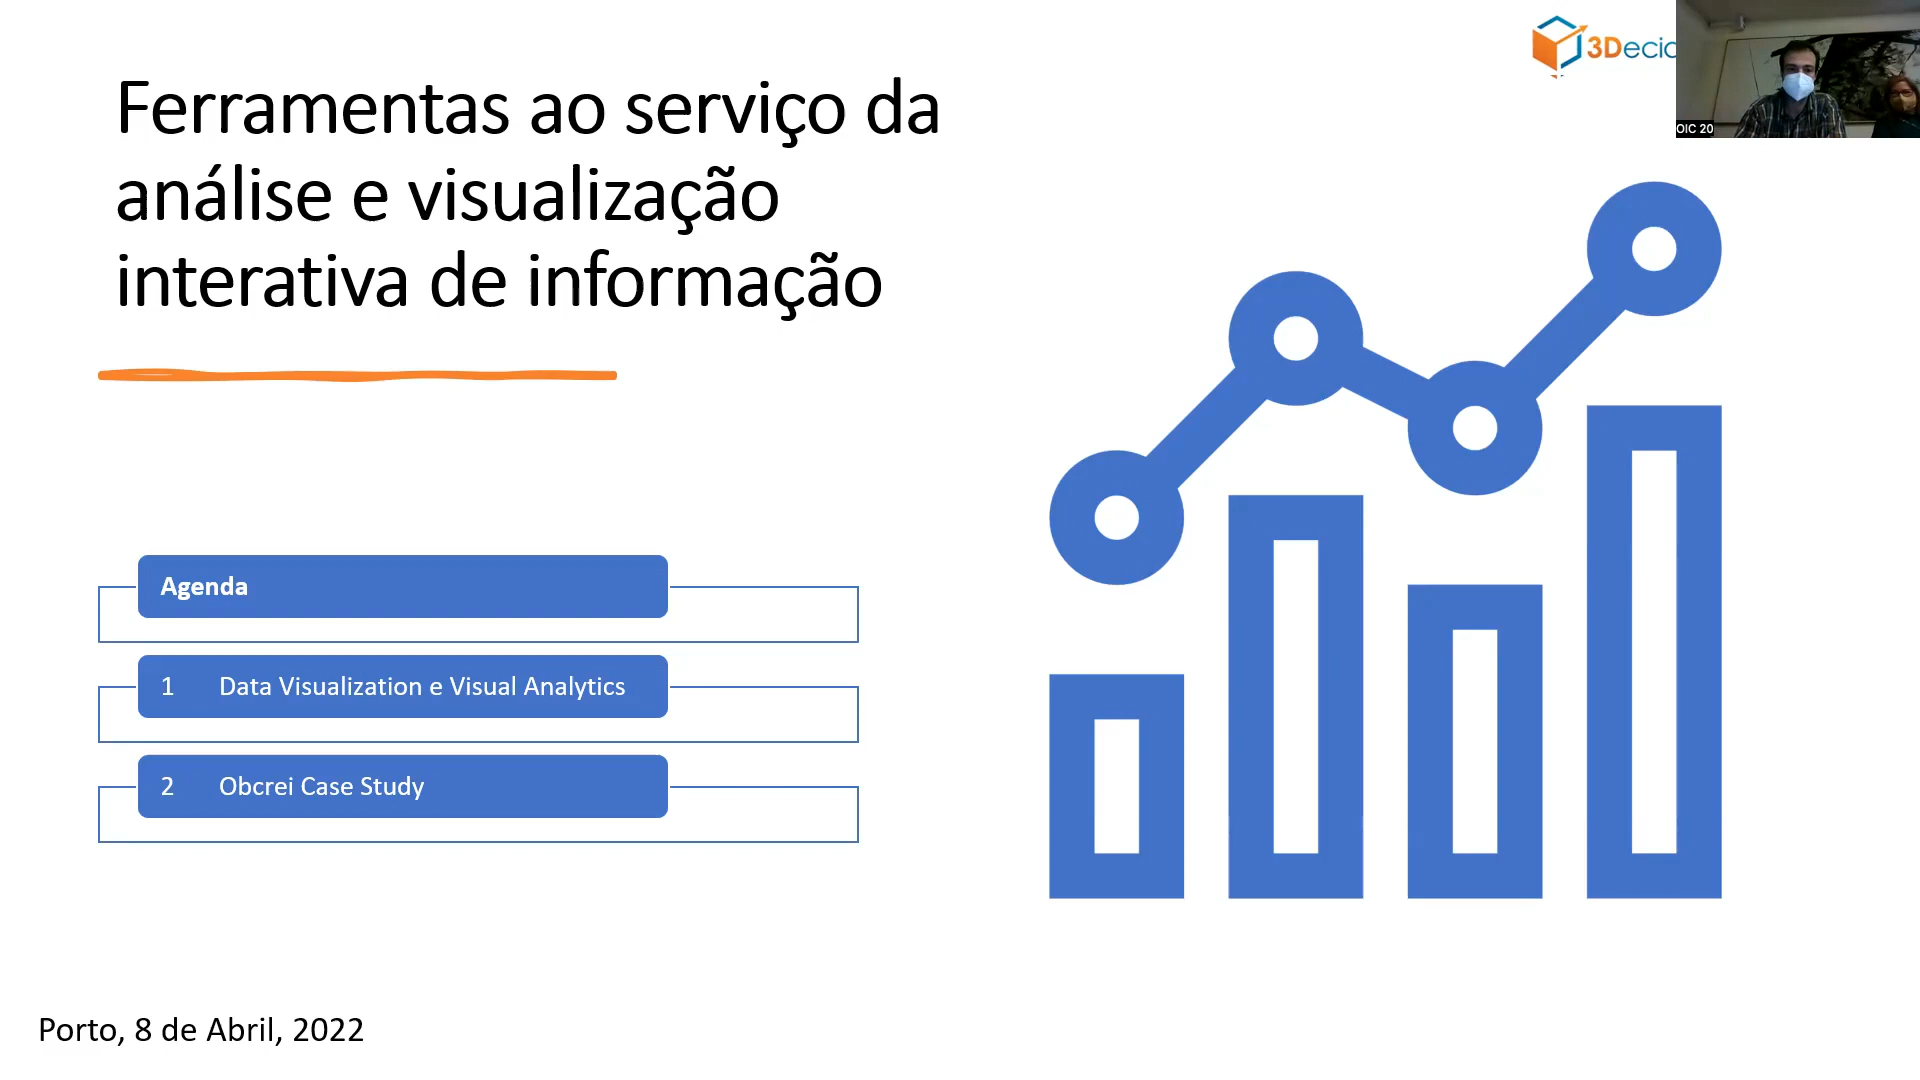 Ferramentas ao serviço da
análise e visualização
interativa de informação
3Decid
OIC 20
Agenda
1 Data Visualization e Visual Analytics
2 Obcrei Case Study
Porto, 8 de Abril, 2022